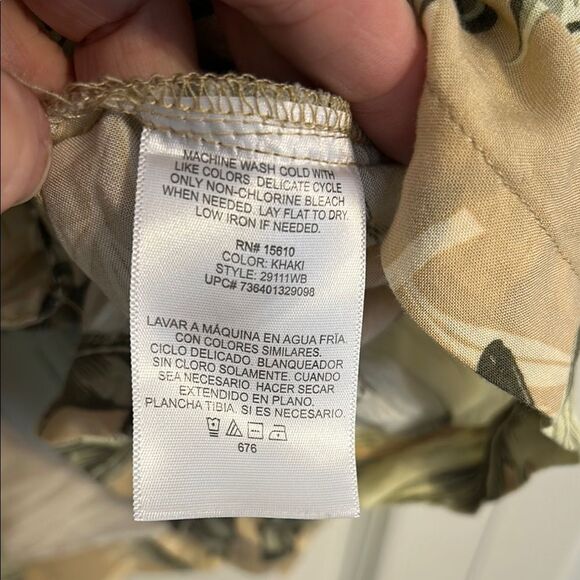 MACHINE WASH COLD WITH
LIKE COLORS. DELICATE CYCLE
ONLY NON-CHLORINE BLEACH
WHEN NEEDED. LAY FLAT TO DRY.
LOW IRON IF NEEDED.
RN# 15610
COLOR: KHAKI
STYLE: 29111WB
UPC# 736401329098
LAVAR A MÁQUINA EN AGUA FRÍA
CON COLORES SIMILARES.
CICLO DELICADO. BLANQUEADOR
SIN CLORO SOLAMENTE. CUANDO
SEA NECESARIO. HACER SECAR
EXTENDIDO EN PLANO.
PLANCHA TIBIA. SI ES NECESARIO.
676